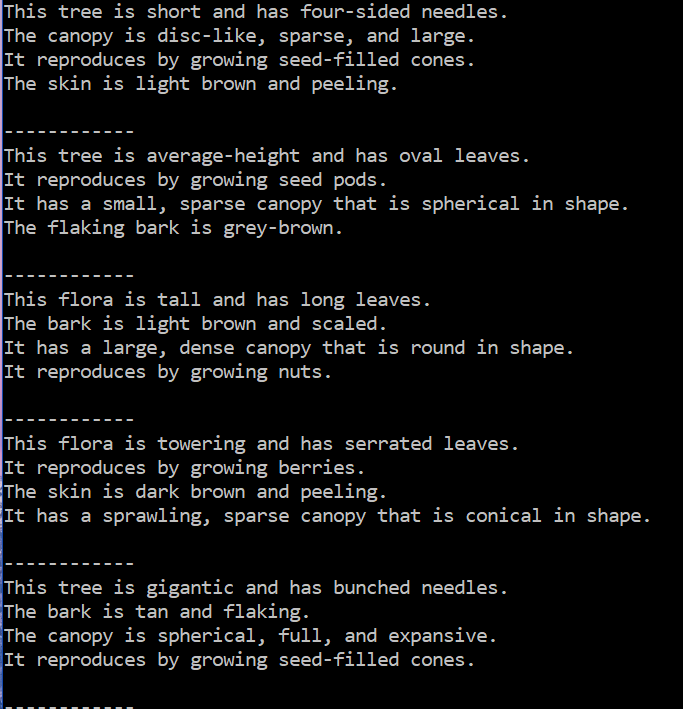 This tree is short and has four-sided needles.
The canopy is disc-like, sparse, and large.
It reproduces by growing seed-filled cones.
The skin is light brown and peeling.
------------
This tree is average-height and has oval leaves.
It reproduces by growing seed pods.
It has a small, sparse canopy that is spherical in shape.
The flaking bark is grey-brown.
------------
This flora is tall and has long leaves.
The bark is light brown and scaled.
It has a large, dense canopy that is round in shape.
It reproduces by growing nuts.
------------
This flora is towering and has serrated leaves.
It reproduces by growing berries.
The skin is dark brown and peeling.
It has a sprawling, sparse canopy that is conical in shape.
------------
This tree is gigantic and has bunched needles.
The bark is tan and flaking.
The canopy is spherical, full, and expansive.
It reproduces by growing seed-filled cones.
------------